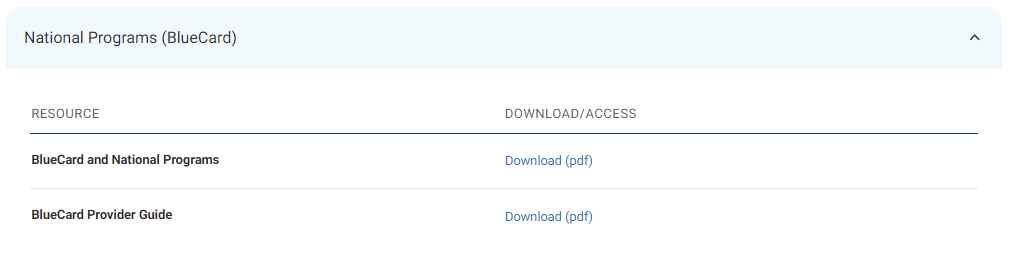 National Programs (BlueCard)
RESOURCE DOWNLOAD/ACCESS
BlueCard and National Programs Download (pdf)
BlueCard Provider Guide Download (pdf)